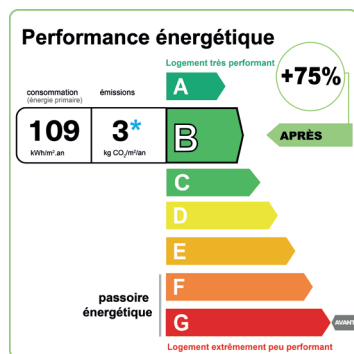 Performance énergétique
Logement très performant
+75%
consommation
(énergie primaire)
émissions
A
109
kWh/m².an
3*
kg CO₂/m²/an
B
APRÈS
C
D
E
passoire
énergétique
F
G
AVANT
Logement extrêmement peu performant